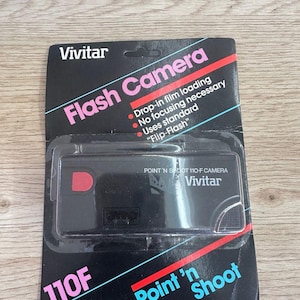 Vivitar
Flash Camera
Drop-in film loading
No focusing necessary
Uses standard
"Flip-Flash"
POINT 'N SHOOT 110-F CAMERA
Vivitar
110F
Point 'n
Shoot